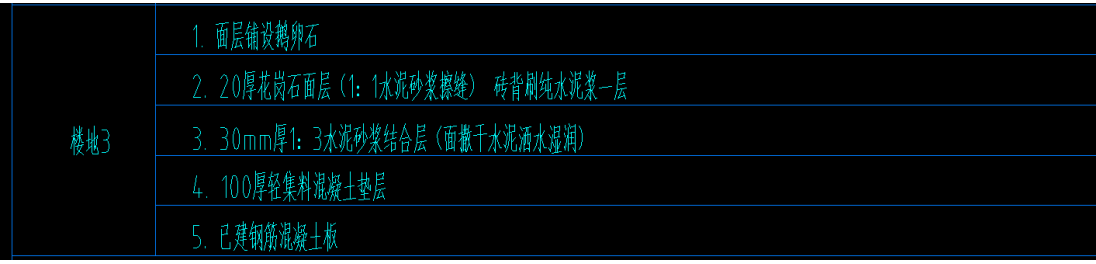 1. 面层铺设鹅卵石
2. 20厚花岗石面层（1：1水泥砂浆擦缝） 砖背刷纯水泥浆一层
楼地3
3. 30mm厚1：3水泥砂浆结合层（面撒干水泥洒水湿润）
4. 100厚轻集料混凝土垫层
5. 已建钢筋混凝土板